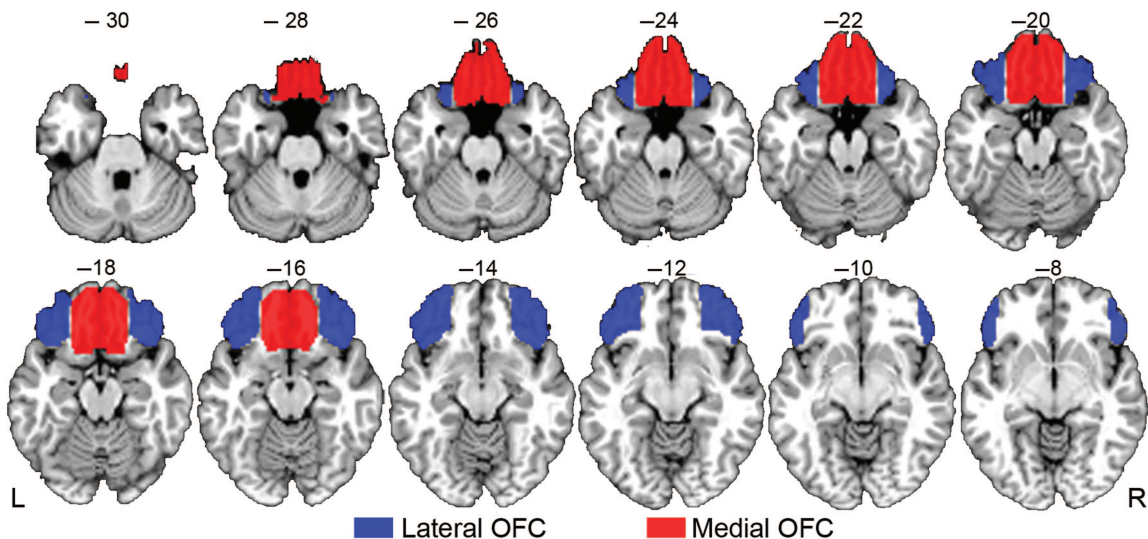 – 30 – 28 – 26 –24 –22 –20
–18 –16 –14 –12 –10 –8
L R
Lateral OFC Medial OFC